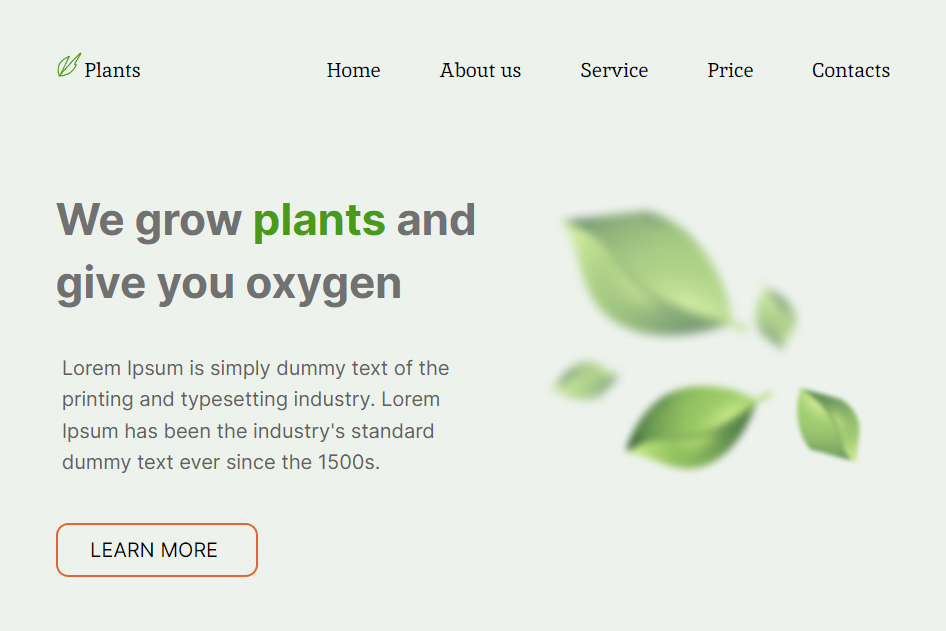 Plants
Home
About us
Service
Price
Contacts
We grow plants and
give you oxygen
Lorem Ipsum is simply dummy text of the
printing and typesetting industry. Lorem
Ipsum has been the industry's standard
dummy text ever since the 1500s.
LEARN MORE